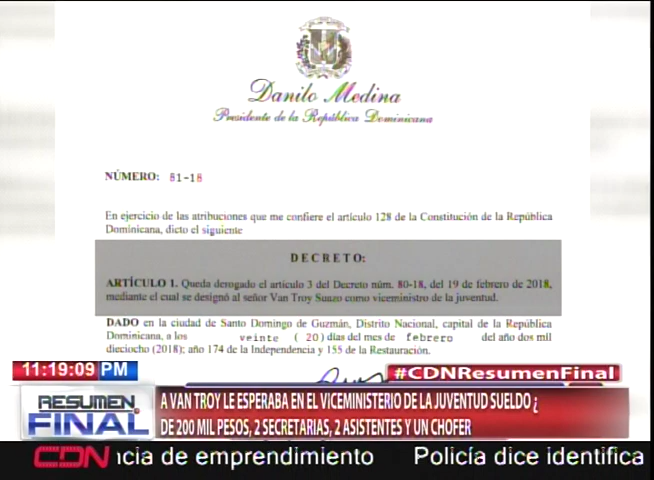 Danilo Medina
Presidente de la República Dominicana
NÚMERO: 81-18
En ejercicio de las atribuciones que me confiere el artículo 128 de la Constitución de la República
Dominicana, dicto el siguiente
DECRETO:
ARTÍCULO 1. Queda derogado el artículo 3 del Decreto núm. 80-18, del 19 de febrero de 2018,
mediante el cual se designó al señor Van Troy Suazo como viceministro de la juventud.
DADO en la ciudad de Santo Domingo de Guzmán, Distrito Nacional, capital de la República
Dominicana, a los veinte (20) días del mes de febrero del año dos mil
dieciocho (2018); año 174 de la Independencia y 155 de la Restauración.
11:19:09 PM
#CDNResumenFinal
RESUMEN
FINAL
A VAN TROY LE ESPERABA EN EL VICEMINISTERIO DE LA JUVENTUD SUELDO ¿
DE 200 MIL PESOS, 2 SECRETARIAS, 2 ASISTENTES Y UN CHOFER
CDN ncia de emprendimiento Policía dice identifica